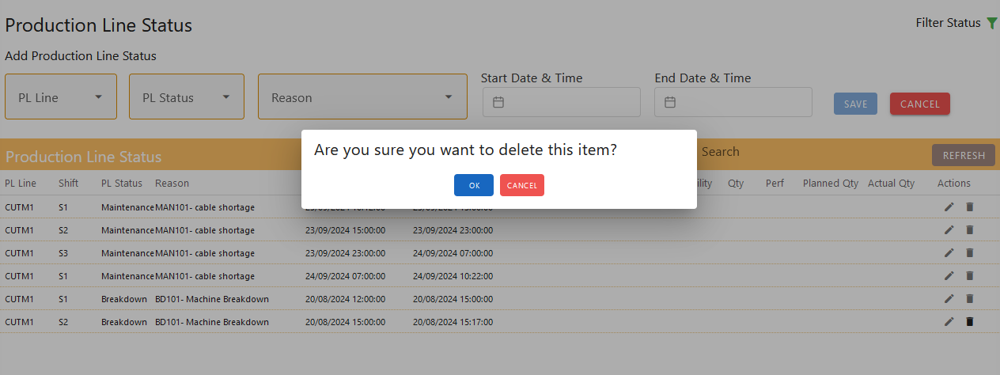 Production Line Status
Filter Status
Add Production Line Status
Start Date & Time End Date & Time
PL Line PL Status Reason SAVE CANCEL
Are you sure you want to delete this item?
OK CANCEL
Production Line Status Search REFRESH
PL Line Shift PL Status Reason Qty Perf Planned Qty Actual Qty Actions
CUTM1 S1 Maintenance MAN101- cable shortage
CUTM1 S2 Maintenance MAN101- cable shortage 23/09/2024 15:00:00 23/09/2024 23:00:00
CUTM1 S3 Maintenance MAN101- cable shortage 23/09/2024 23:00:00 24/09/2024 07:00:00
CUTM1 S1 Maintenance MAN101- cable shortage 24/09/2024 07:00:00 24/09/2024 10:22:00
CUTM1 S1 Breakdown BD101- Machine Breakdown 20/08/2024 12:00:00 20/08/2024 15:00:00
CUTM1 S2 Breakdown BD101- Machine Breakdown 20/08/2024 15:00:00 20/08/2024 15:17:00